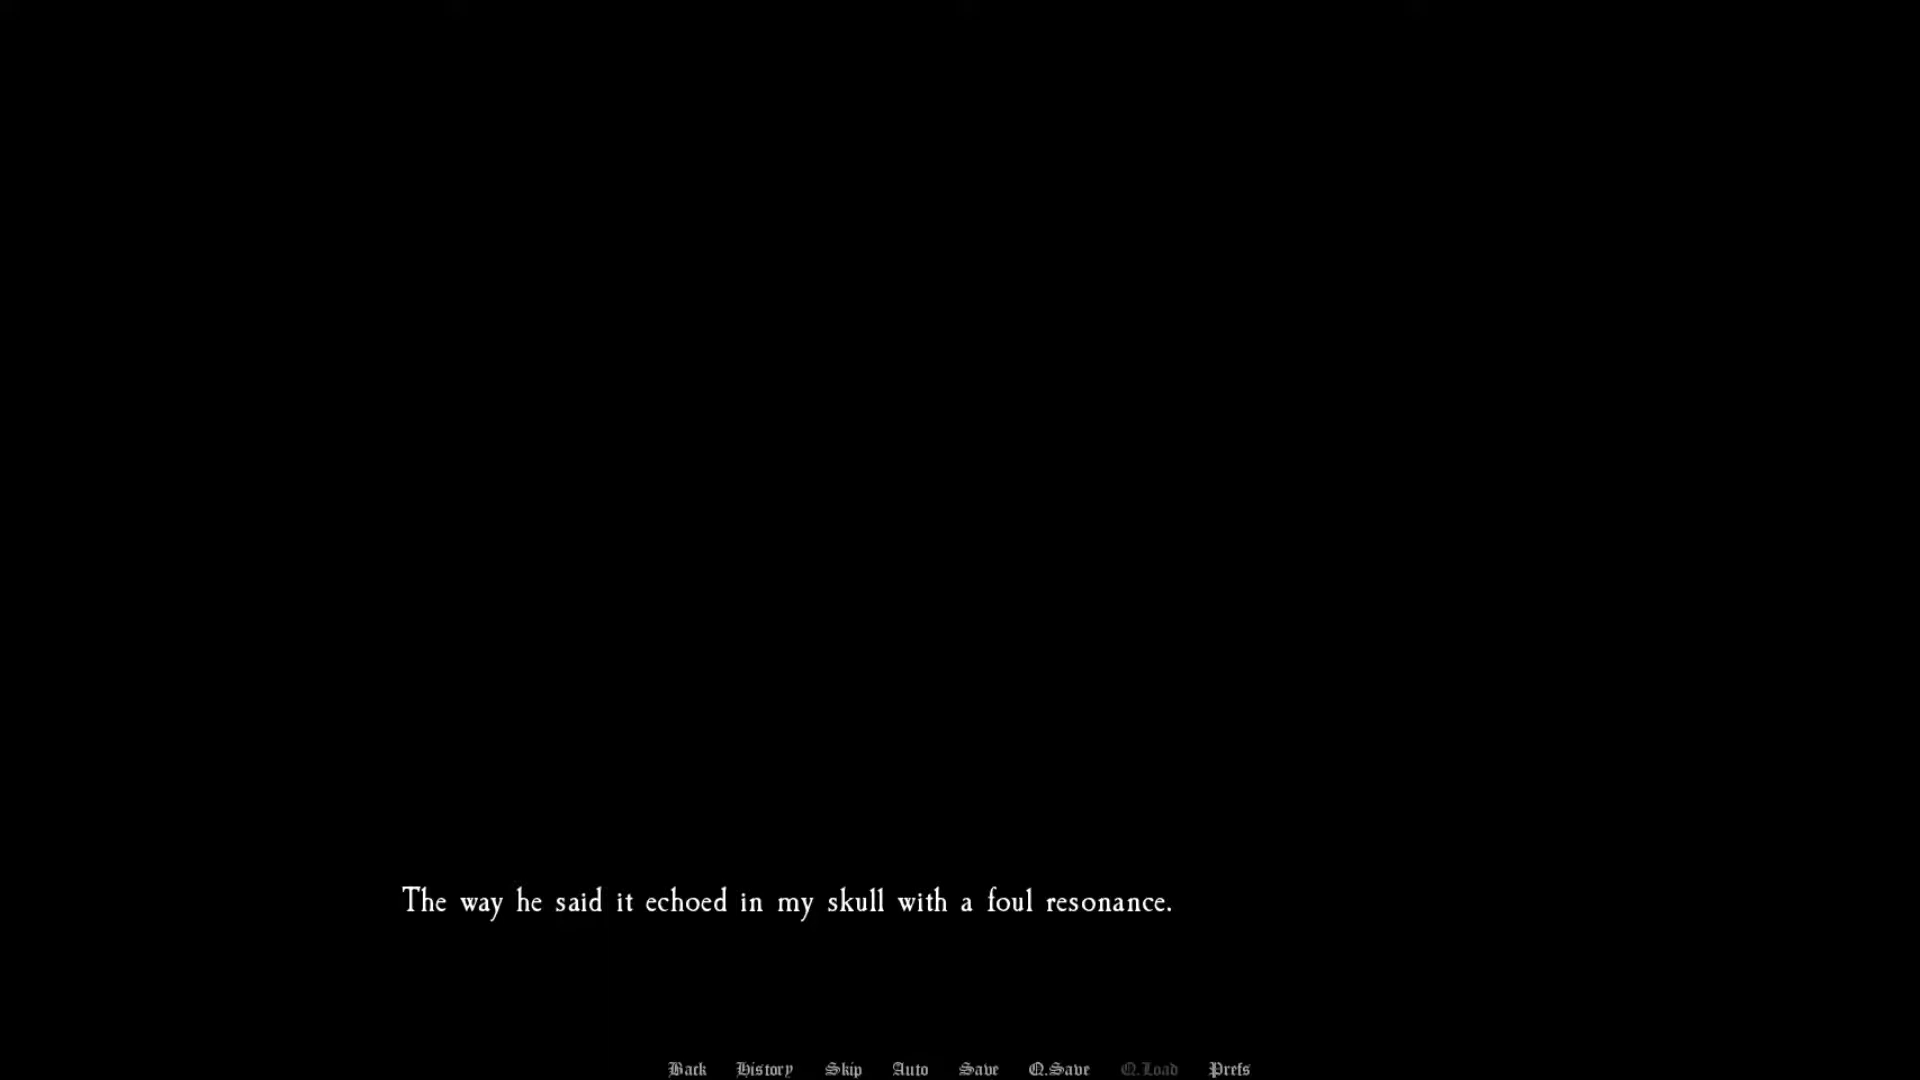 The way he said it echoed in my skull with a foul resonance.
Back History Skip Auto Save Q.Save Q.Load Prefs